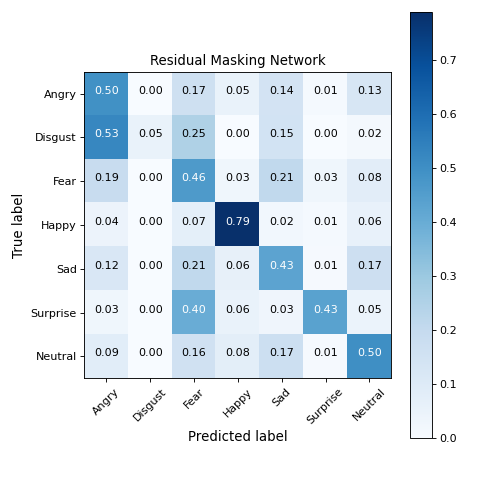 Residual Masking Network
Angry 0.50 0.00 0.17 0.05 0.14 0.01 0.13
Disgust 0.53 0.05 0.25 0.00 0.15 0.00 0.02
Fear 0.19 0.00 0.46 0.03 0.21 0.03 0.08
Happy 0.04 0.00 0.07 0.79 0.02 0.01 0.06
Sad 0.12 0.00 0.21 0.06 0.43 0.01 0.17
Surprise 0.03 0.00 0.40 0.06 0.03 0.43 0.05
Neutral 0.09 0.00 0.16 0.08 0.17 0.01 0.50
Angry Disgust Fear Happy Sad Surprise Neutral
Predicted label
True label
0.7
0.6
0.5
0.4
0.3
0.2
0.1
0.0